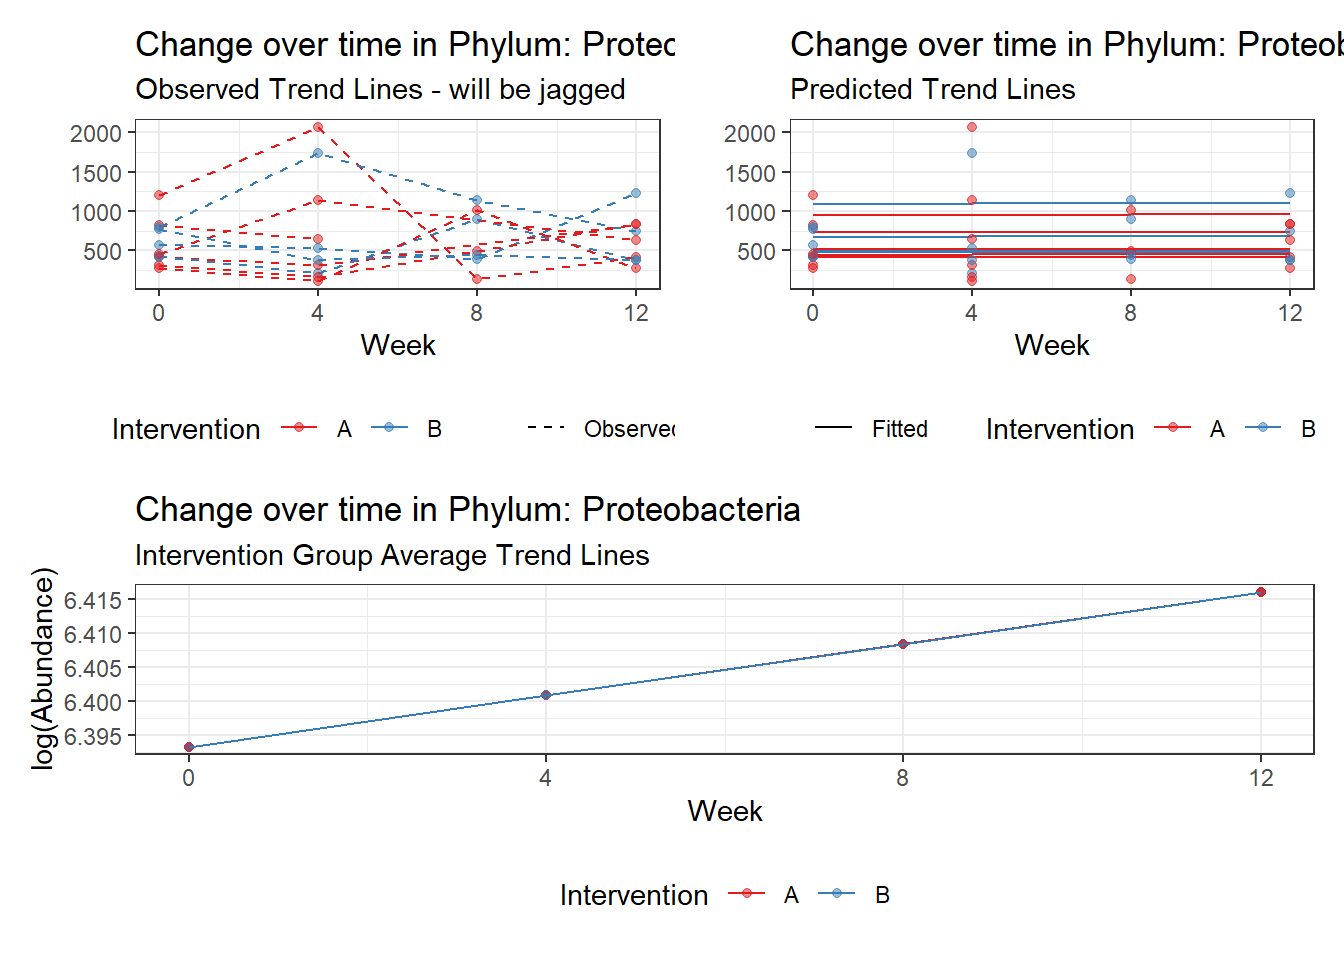 Change over time in Phylum: Protec
Observed Trend Lines - will be jagged
2000
1500
1000
500
0 4 8 12
Week
Intervention A B Observed
Change over time in Phylum: Proteob
Predicted Trend Lines
2000
1500
1000
500
0 4 8 12
Week
Fitted Intervention A B
Change over time in Phylum: Proteobacteria
Intervention Group Average Trend Lines
log(Abundance)
6.415
6.410
6.405
6.400
6.395
0 4 8 12
Week
Intervention A B